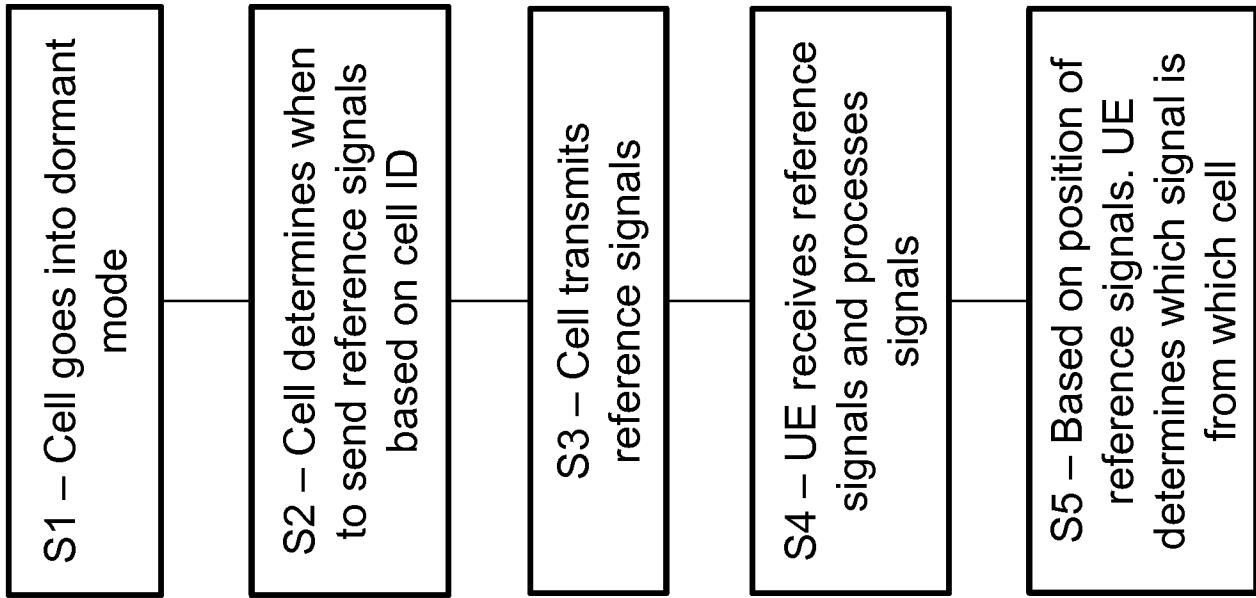 S1 – Cell goes into dormant
mode
S2 – Cell determines when
to send reference signals
based on cell ID
S3 – Cell transmits
reference signals
S4 – UE receives reference
signals and processes
signals
S5 – Based on position of
reference signals. UE
determines which signal is
from which cell